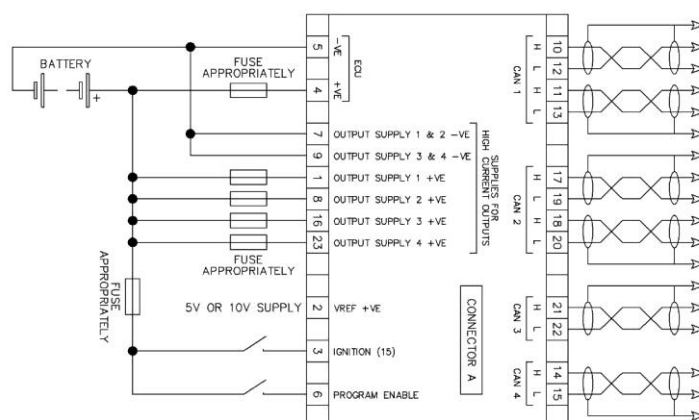 BATTERY
+
FUSE
APPROPRIATELY
5
-VE
4
+VE
ECU
7
OUTPUT SUPPLY 1 & 2 -VE
9
OUTPUT SUPPLY 3 & 4 -VE
1
OUTPUT SUPPLY 1 +VE
8
OUTPUT SUPPLY 2 +VE
16
OUTPUT SUPPLY 3 +VE
23
OUTPUT SUPPLY 4 +VE
SUPPLIES FOR
HIGH CURRENT OUTPUTS
FUSE
APPROPRIATELY
FUSE
APPROPRIATELY
5V OR 10V SUPPLY
2
VREF +VE
3
IGNITION (15)
6
PROGRAM ENABLE
CONNECTOR A
CAN 1
H
10
L
12
H
11
L
13
CAN 2
H
17
L
19
H
18
L
20
CAN 3
H
21
L
22
CAN 4
H
14
L
15